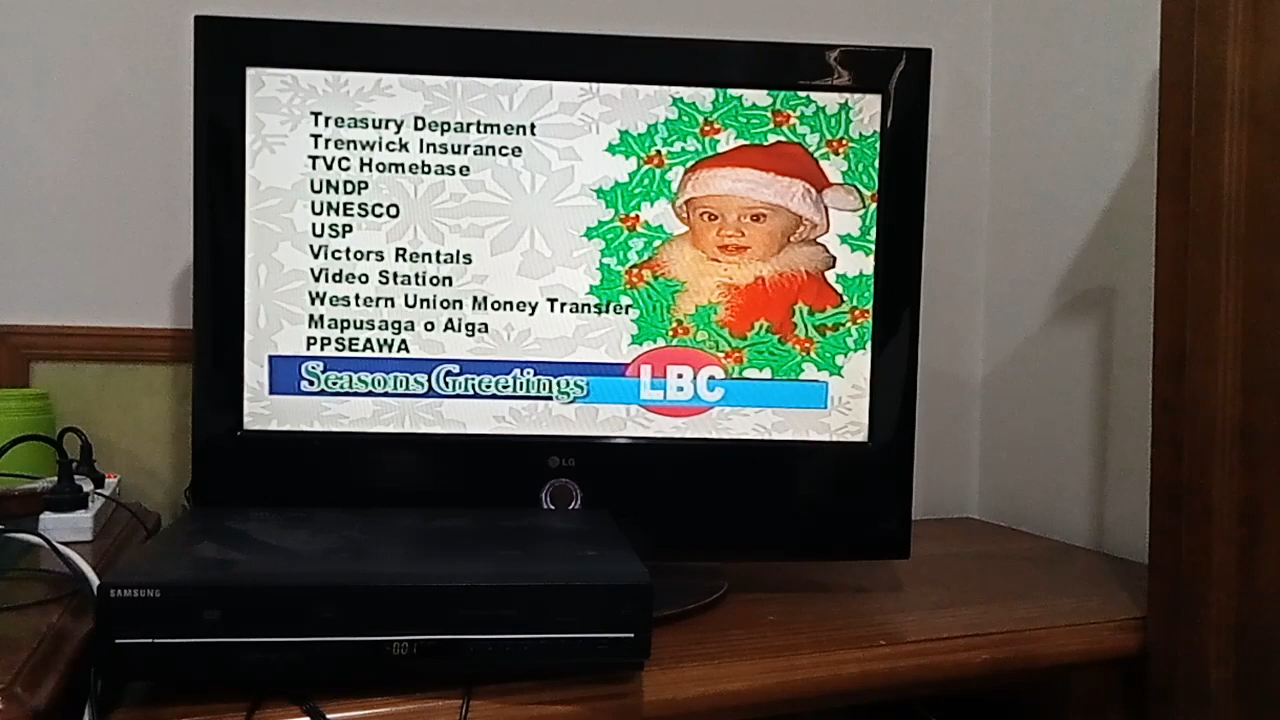 Treasury Department
Trenwick Insurance
TVC Homebase
UNDP
UNESCO
USP
Victors Rentals
Video Station
Western Union Money Transfer
Mapusaga o Aiga
PPSEAWA
Seasons Greetings LBC
LG
SAMSUNG
001